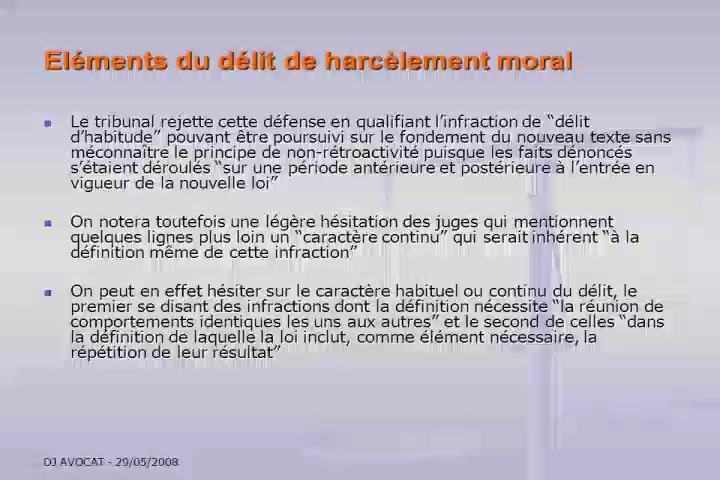 Eléments du délit de harcèlement moral
Le tribunal rejette cette défense en qualifiant l'infraction de "délit
d'habitude" pouvant être poursuivi sur le fondement du nouveau texte sans
méconnaître le principe de non-rétroactivité puisque les faits dénoncés
s'étaient déroulés "sur une période antérieure et postérieure à l'entrée en
vigueur de la nouvelle loi"
On notera toutefois une légère hésitation des juges qui mentionnent
quelques lignes plus loin un "caractère continu" qui serait inhérent "à la
définition même de cette infraction"
On peut en effet hésiter sur le caractère habituel ou continu du délit, le
premier se disant des infractions dont la définition nécessite "la réunion de
comportements identiques les uns aux autres" et le second de celles "dans
la définition de laquelle la loi inclut, comme élément nécessaire, la
répétition de leur résultat"
DJ AVOCAT - 29/05/2008